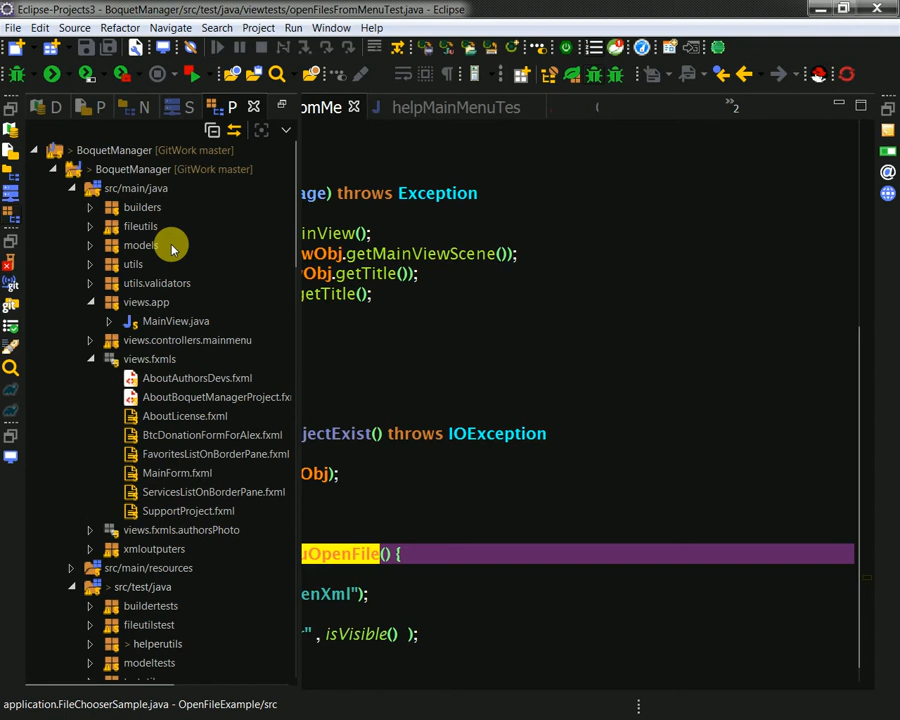 Eclipse-Projects3 - BoquetManager/src/test/java/viewtests/openFilesFromMenuTest.java - Eclipse
File Edit Source Refactor Navigate Search Project Run Window Help
D P N S P omMe helpMainMenuTes ( »2
> BoquetManager [GitWork master]
> BoquetManager [GitWork master]
src/main/java
builders
age) throws Exception
fileutils
inView();
models
wObj.getMainViewScene());
utils
wObj.getTitle());
utils.validators
getTitle();
views.app
MainView.java
views.controllers.mainmenu
views.fxmls
AboutAuthorsDevs.fxml
AboutBoquetManagerProject.fx
AboutLicense.fxml
BtcDonationFormForAlex.fxml
jectExist() throws IOException
FavoritesListOnBorderPane.fxml
MainForm.fxml
Obj);
ServicesListOnBorderPane.fxml
SupportProject.fxml
views.fxmls.authorsPhoto
xmloutputers
uOpenFile() {
src/main/resources
> src/test/java
enXml");
buildertests
fileutilstest
r" , isVisible() );
> helperutils
modeltests
application.FileChooserSample.java - OpenFileExample/src